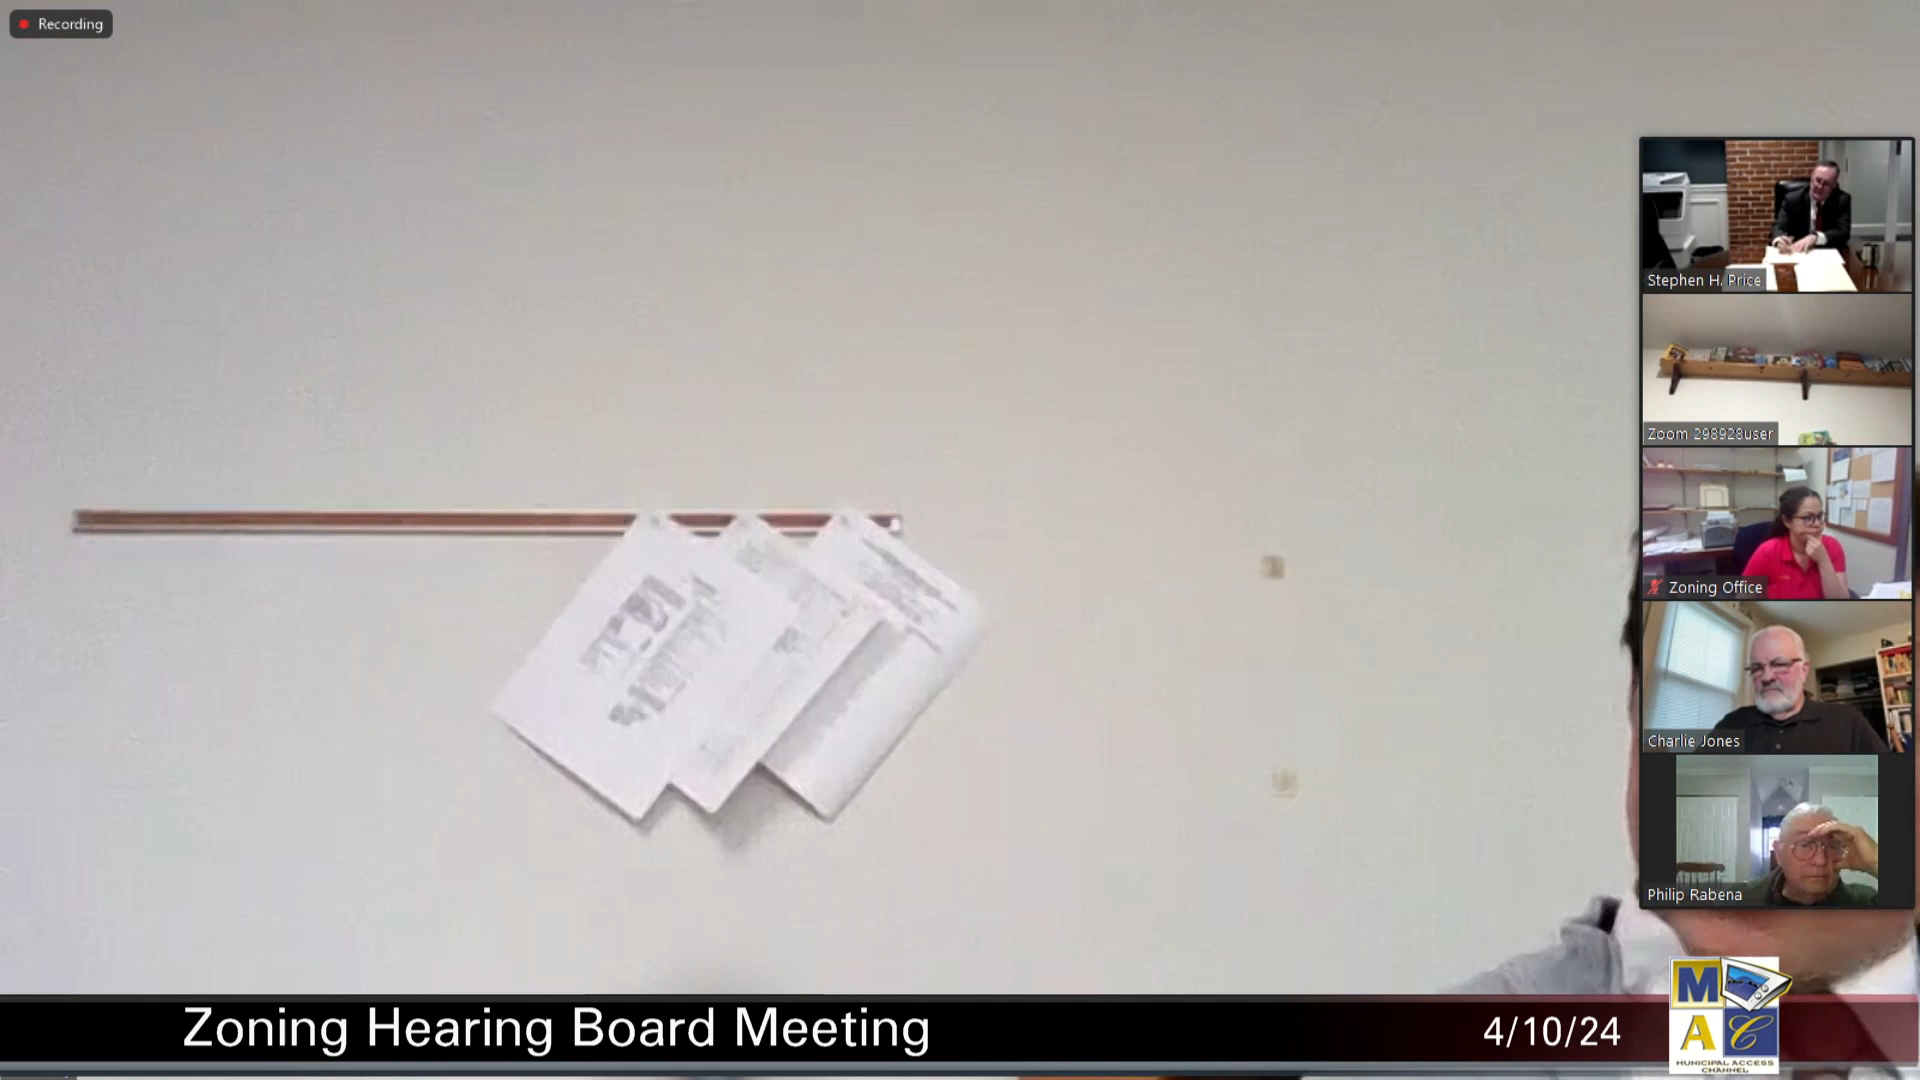 Recording
Stephen H. Price
Zoom 298928user
Zoning Office
Charlie Jones
Philip Rabena
Zoning Hearing Board Meeting
4/10/24
M
A C
MUNICIPAL ACCESS
CHANNEL